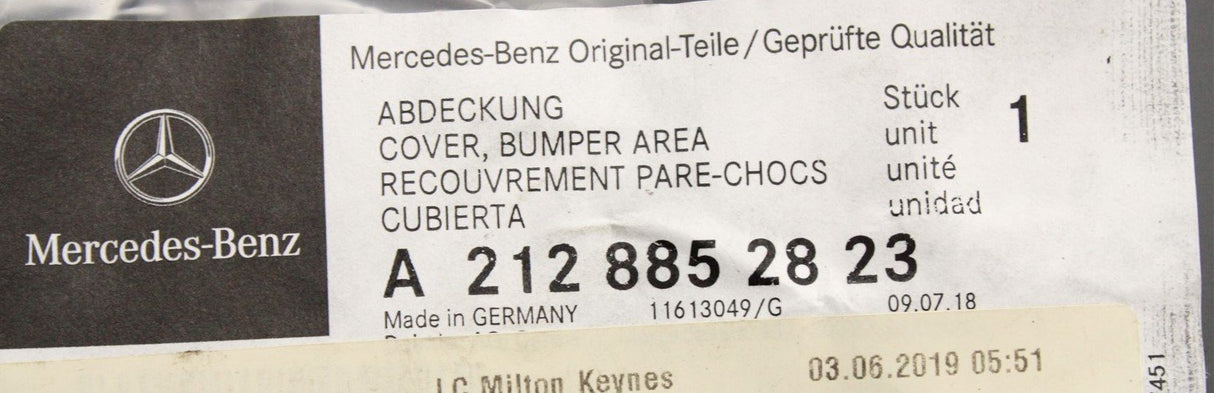 Mercedes-Benz Original-Teile/Geprüfte Qualität
ABDECKUNG
COVER, BUMPER AREA
RECOUVREMENT PARE-CHOCS
CUBIERTA
Stück
unit
unité
unidad
1
Mercedes-Benz
A 212 885 28 23
Made in GERMANY 11613049/G 09.07.18
LC Milton Keynes 03.06.2019 05:51
451